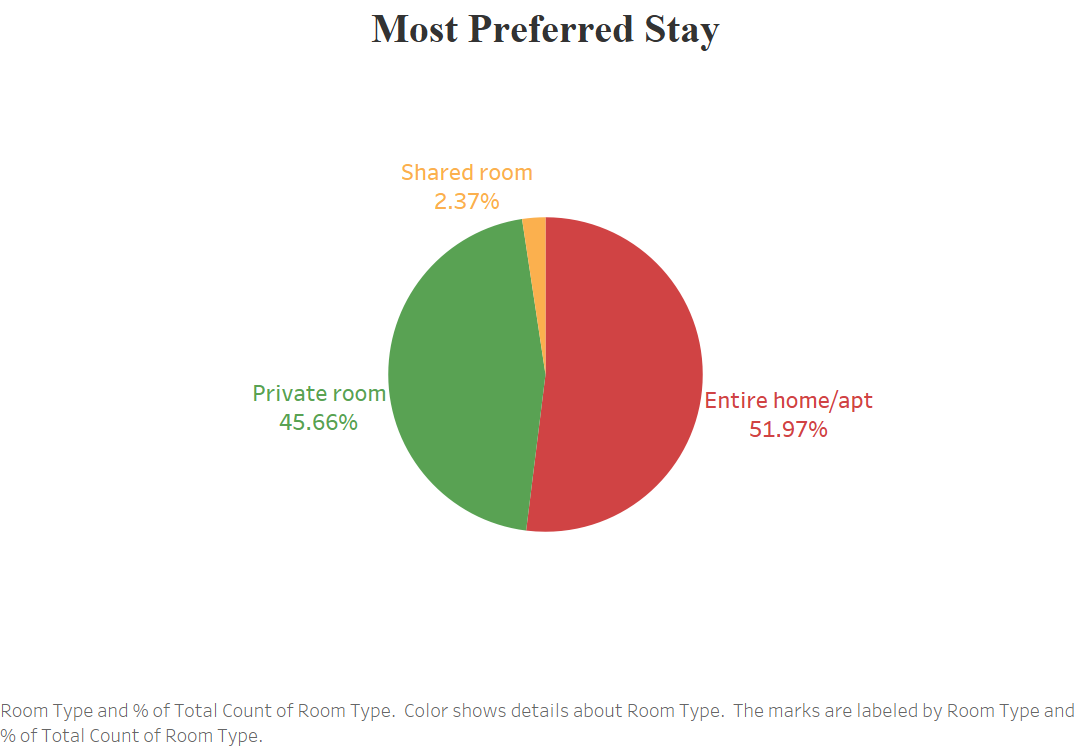 Most Preferred Stay
Shared room
2.37%
Private room
45.66%
Entire home/apt
51.97%
Room Type and % of Total Count of Room Type.  Color shows details about Room Type.  The marks are labeled by Room Type and
% of Total Count of Room Type.